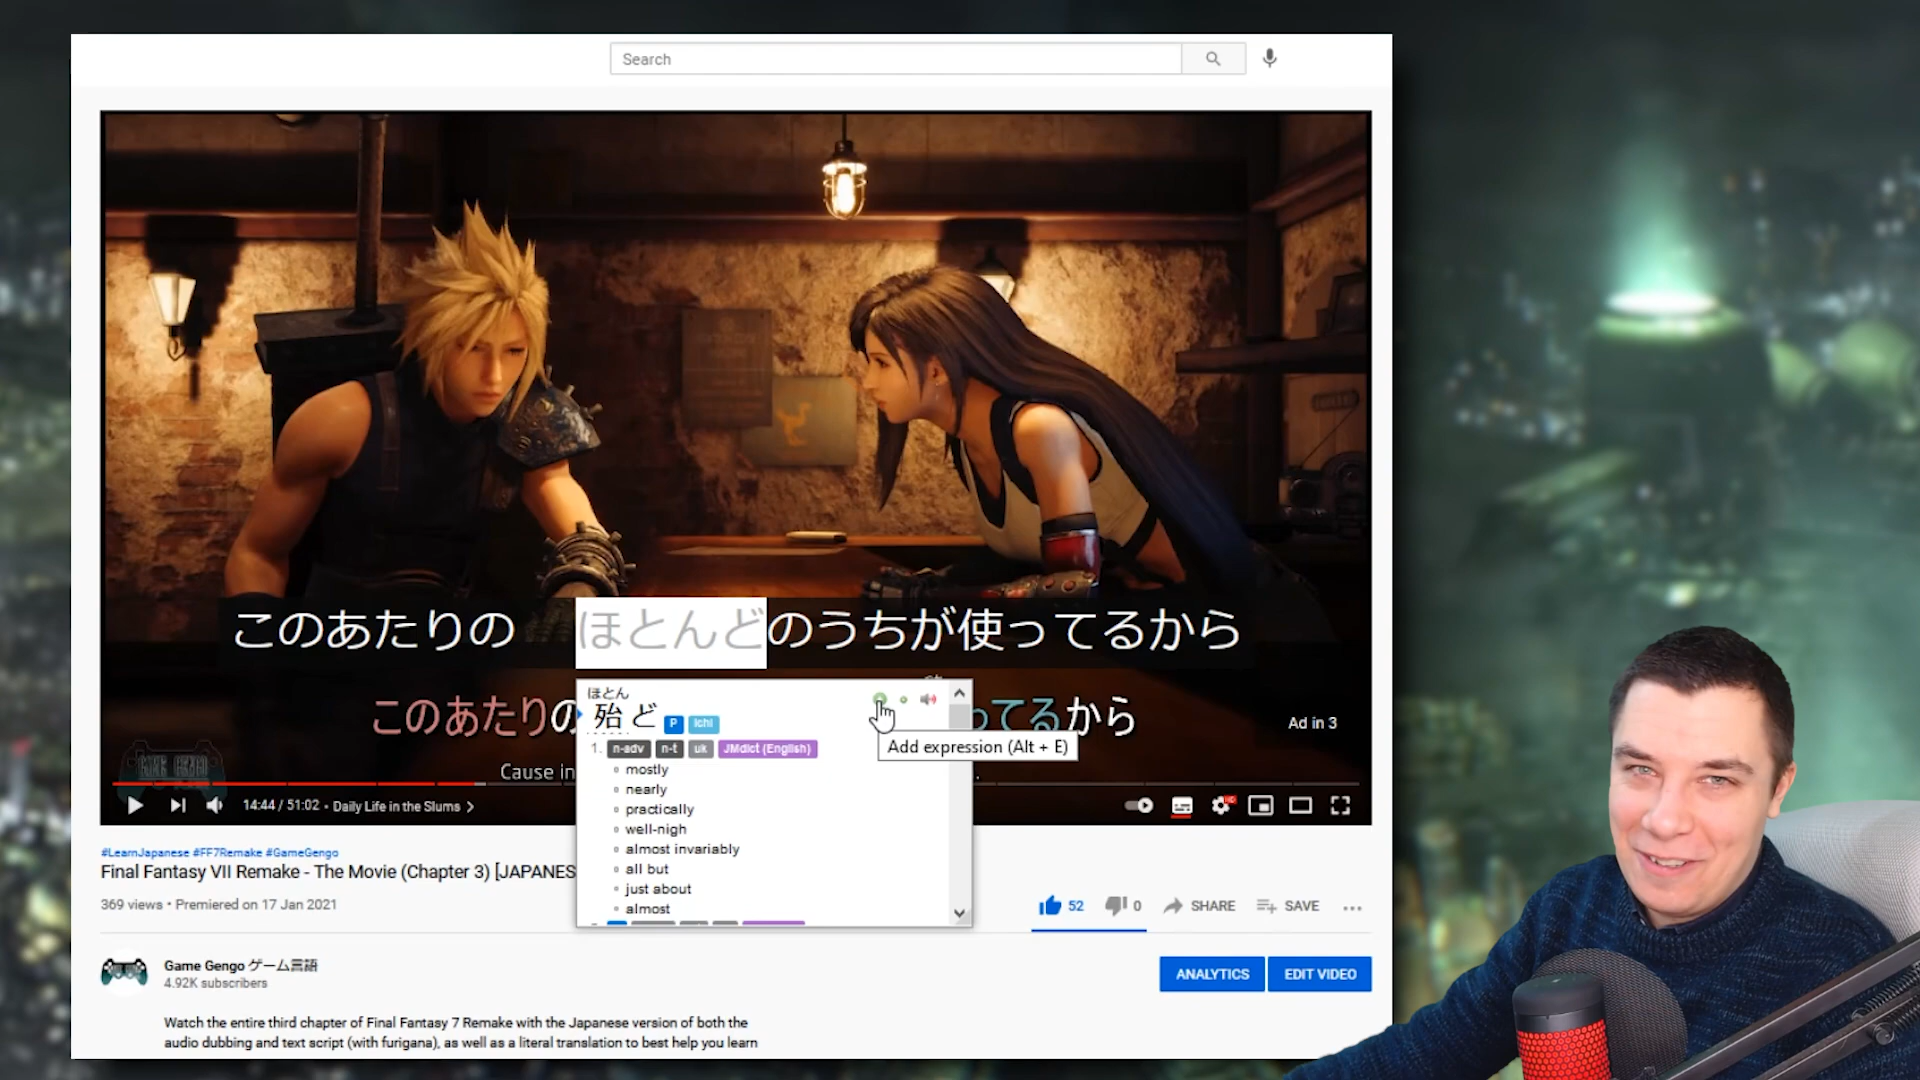 Search
このあたりの ほとんどのうちが使ってるから
ほとん
殆ど P ichi
このあたりの ってるから
Add expression (Alt + E)
Ad in 3
1. n-adv n-t uk JMdict (English)
mostly
nearly
practically
well-nigh
almost invariably
all but
just about
almost
Cause in
GAME GENGO
14:44 / 51:02 • Daily Life in the Slums
#LearnJapanese #FF7Remake #GameGengo
Final Fantasy VII Remake - The Movie (Chapter 3) [JAPANES
369 views • Premiered on 17 Jan 2021
52 0 SHARE SAVE ...
Game Gengo ゲーム言語
4.92K subscribers
ANALYTICS EDIT VIDEO
Watch the entire third chapter of Final Fantasy 7 Remake with the Japanese version of both the
audio dubbing and text script (with furigana), as well as a literal translation to best help you learn